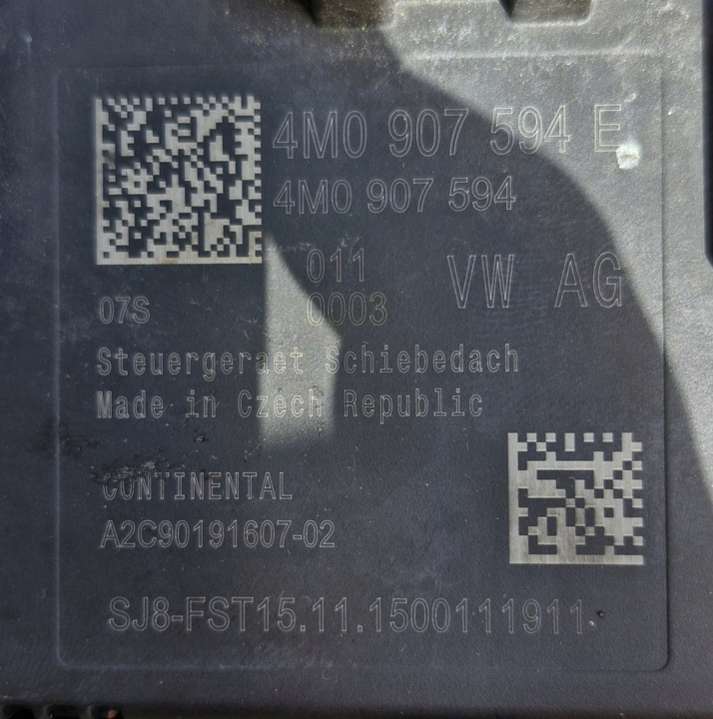 4M0 907 594 E
4M0 907 594
011
VW AG
07S
0003
Steuergeraet Schiebedach
Made in Czech Republic
CONTINENTAL
A2C90191607-02
SJ8-FST15.11.1500111911